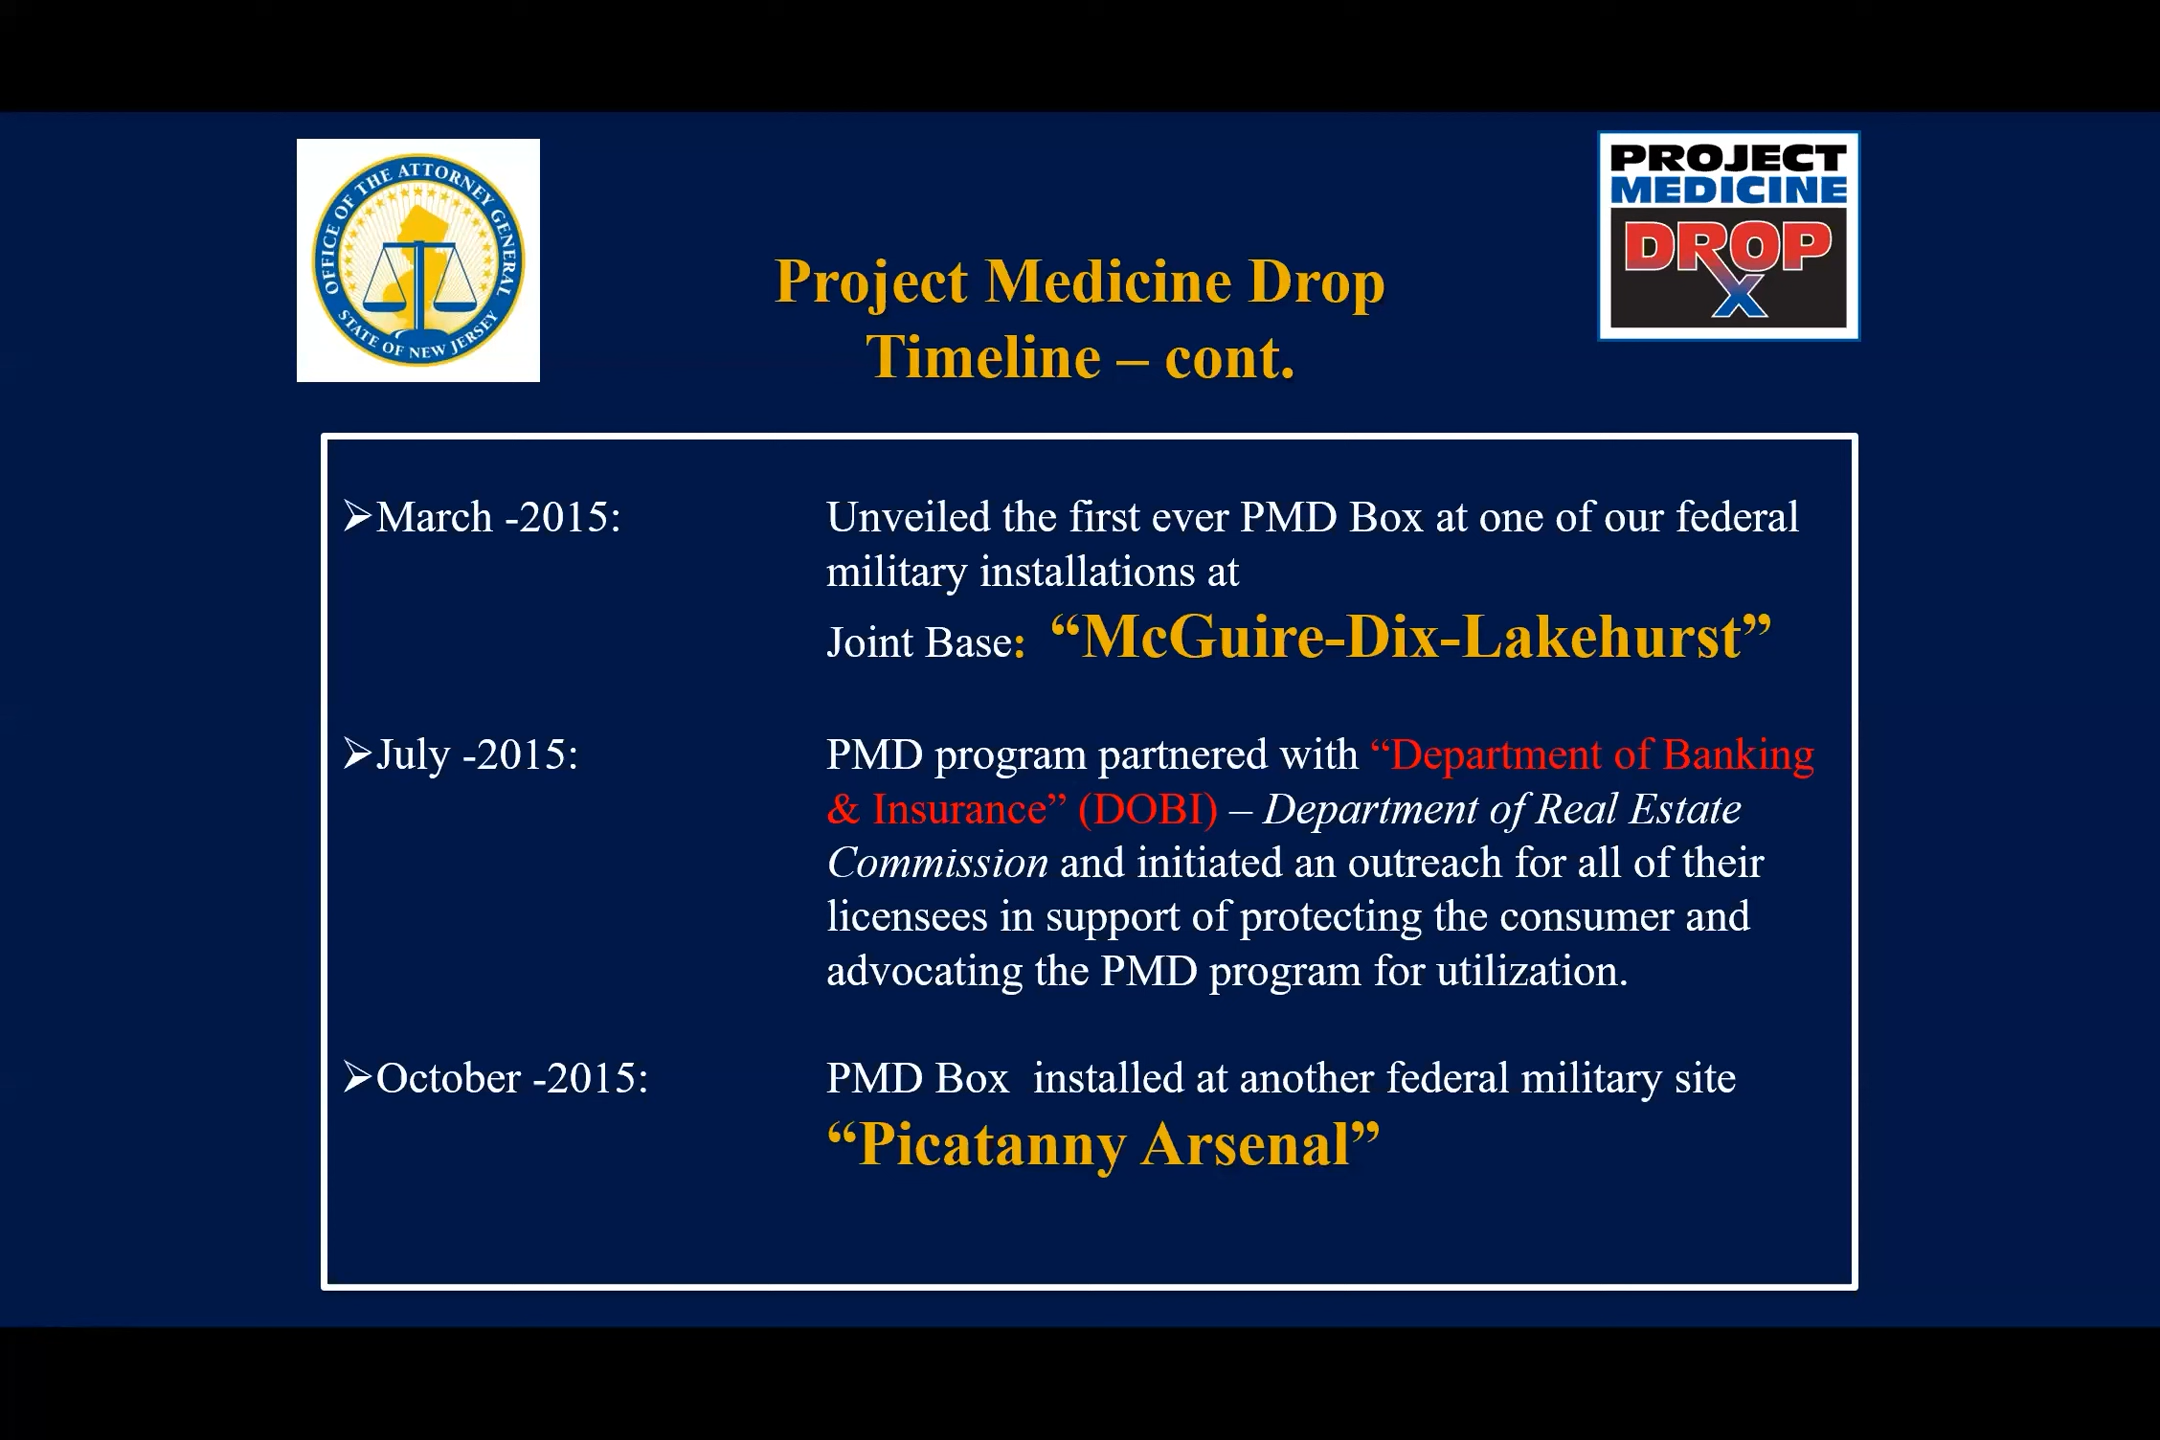 OFFICE OF THE ATTORNEY GENERAL
STATE OF NEW JERSEY
PROJECT
MEDICINE
DROP
X
Project Medicine Drop
Timeline – cont.
➢March -2015: Unveiled the first ever PMD Box at one of our federal
military installations at
Joint Base: “McGuire-Dix-Lakehurst”
➢July -2015: PMD program partnered with “Department of Banking
& Insurance” (DOBI) – Department of Real Estate
Commission and initiated an outreach for all of their
licensees in support of protecting the consumer and
advocating the PMD program for utilization.
➢October -2015: PMD Box  installed at another federal military site
“Picatanny Arsenal”